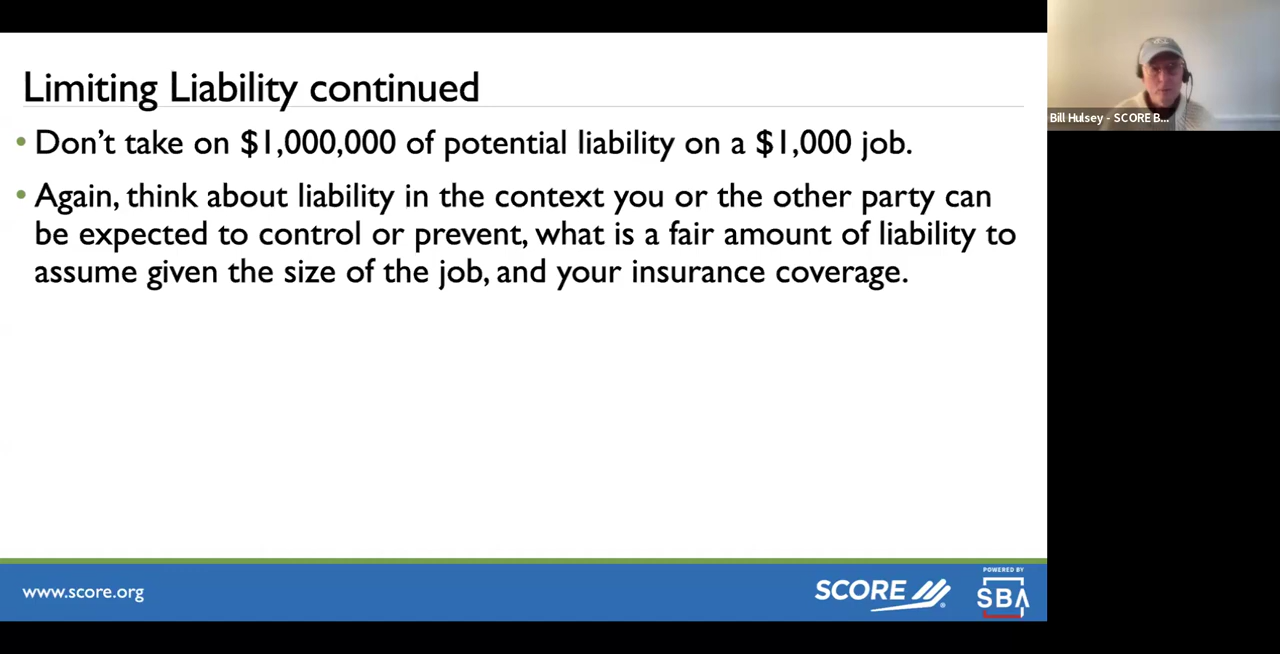 Limiting Liability continued
• Don't take on $1,000,000 of potential liability on a $1,000 job.
• Again, think about liability in the context you or the other party can
be expected to control or prevent, what is a fair amount of liability to
assume given the size of the job, and your insurance coverage.
Bill Hulsey - SCORE B...
www.score.org
SCORE
®
POWERED BY
SBA